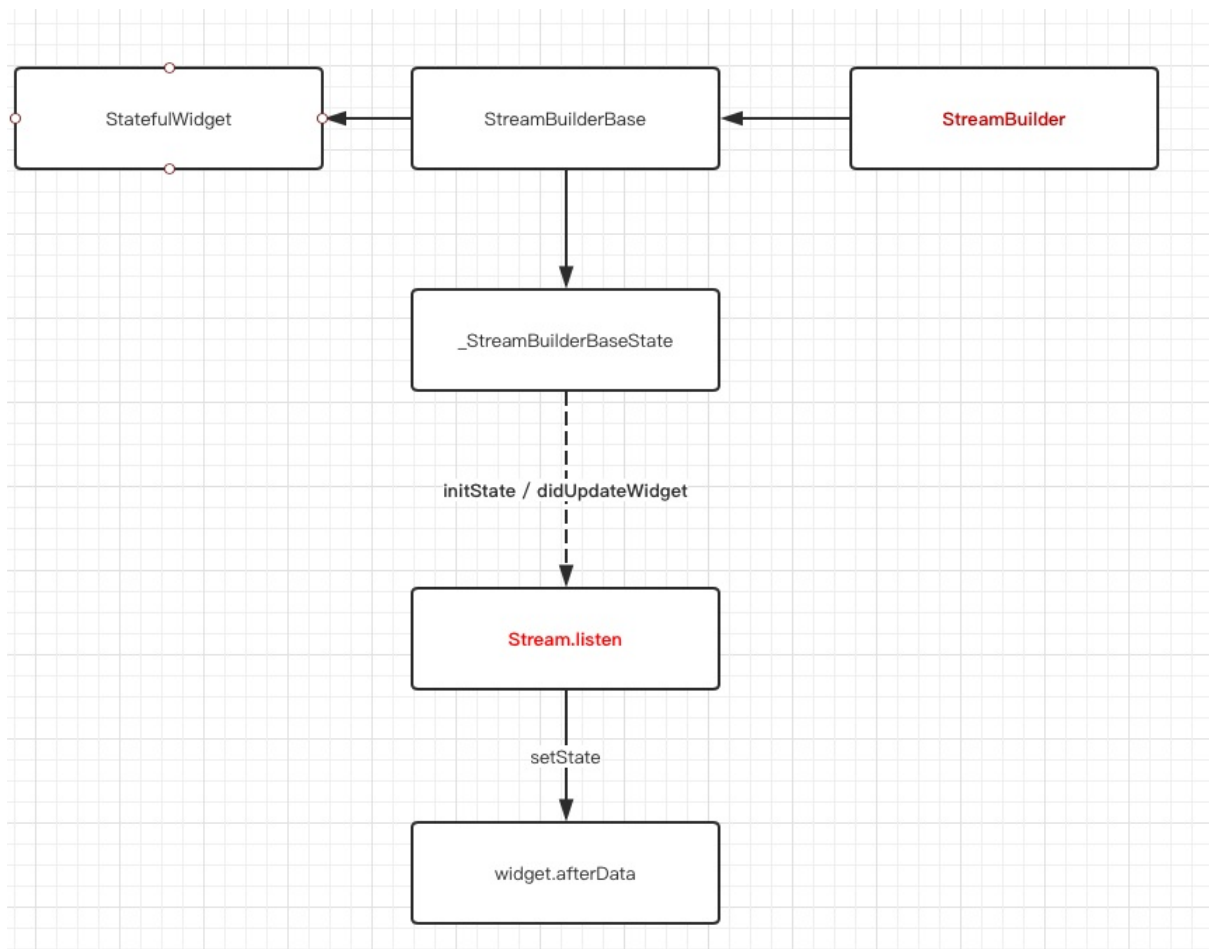 StatefulWidget
StreamBuilderBase
StreamBuilder
_StreamBuilderBaseState
initState / didUpdateWidget
Stream.listen
setState
widget.afterData